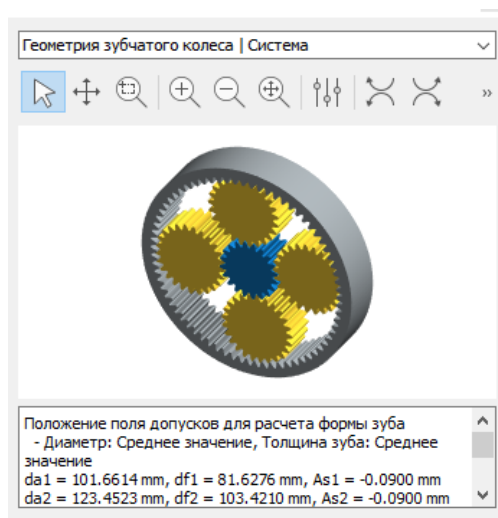 Геометрия зубчатого колеса | Система
»
Положение поля допусков для расчета формы зуба
- Диаметр: Среднее значение, Толщина зуба: Среднее
значение
da1 = 101.6614 mm, df1 = 81.6276 mm, As1 = -0.0900 mm
da2 = 123.4523 mm, df2 = 103.4210 mm, As2 = -0.0900 mm